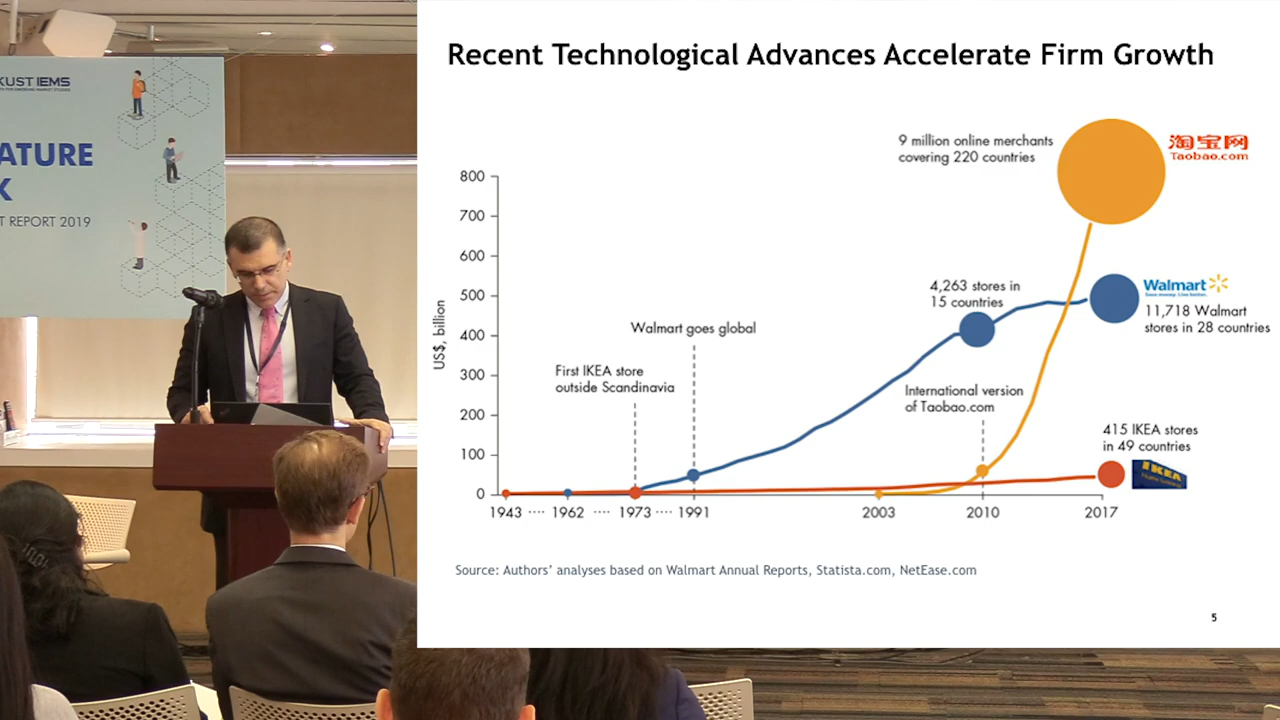 KUST IEMS
ATURE
K
T REPORT 2019
Recent Technological Advances Accelerate Firm Growth
9 million online merchants
covering 220 countries
淘宝网
Taobao.com
US$, billion
800
700
600
500
400
300
200
100
0
4,263 stores in
15 countries
Walmart
Save money. Live better.
11,718 Walmart
stores in 28 countries
Walmart goes global
First IKEA store
outside Scandinavia
International version
of Taobao.com
415 IKEA stores
in 49 countries
IKEA
1943 ···· 1962 ···· 1973 ···· 1991 2003 2010 2017
Source: Authors’ analyses based on Walmart Annual Reports, Statista.com, NetEase.com
5